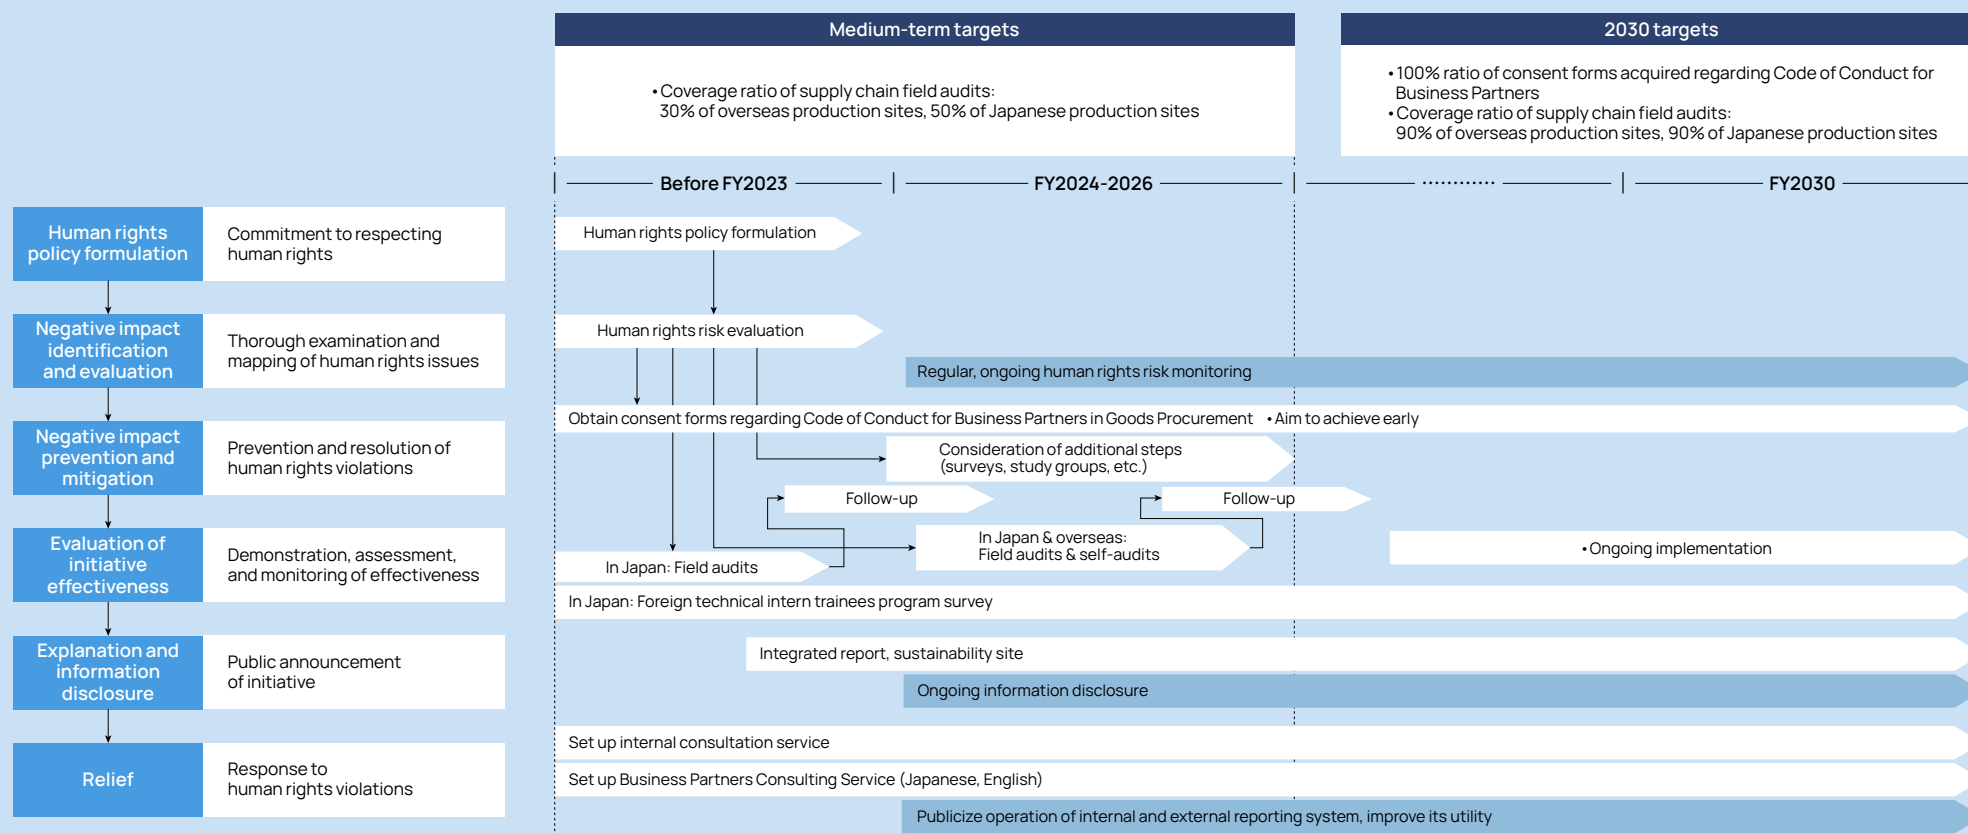 Medium-term targets
•Coverage ratio of supply chain field audits:
30% of overseas production sites, 50% of Japanese production sites
2030 targets
•100% ratio of consent forms acquired regarding Code of Conduct for
Business Partners
•Coverage ratio of supply chain field audits:
90% of overseas production sites, 90% of Japanese production sites
Before FY2023
FY2024-2026
············
FY2030
Human rights
policy formulation
Commitment to respecting
human rights
Human rights policy formulation
Negative impact
identification
and evaluation
Thorough examination and
mapping of human rights issues
Human rights risk evaluation
Regular, ongoing human rights risk monitoring
Obtain consent forms regarding Code of Conduct for Business Partners in Goods Procurement •Aim to achieve early
Negative impact
prevention and
mitigation
Prevention and resolution of
human rights violations
Consideration of additional steps
(surveys, study groups, etc.)
Follow-up
Follow-up
Evaluation of
initiative
effectiveness
Demonstration, assessment,
and monitoring of effectiveness
In Japan: Field audits
In Japan & overseas:
Field audits & self-audits
•Ongoing implementation
In Japan: Foreign technical intern trainees program survey
Explanation and
information
disclosure
Public announcement
of initiative
Integrated report, sustainability site
Ongoing information disclosure
Relief
Response to
human rights violations
Set up internal consultation service
Set up Business Partners Consulting Service (Japanese, English)
Publicize operation of internal and external reporting system, improve its utility